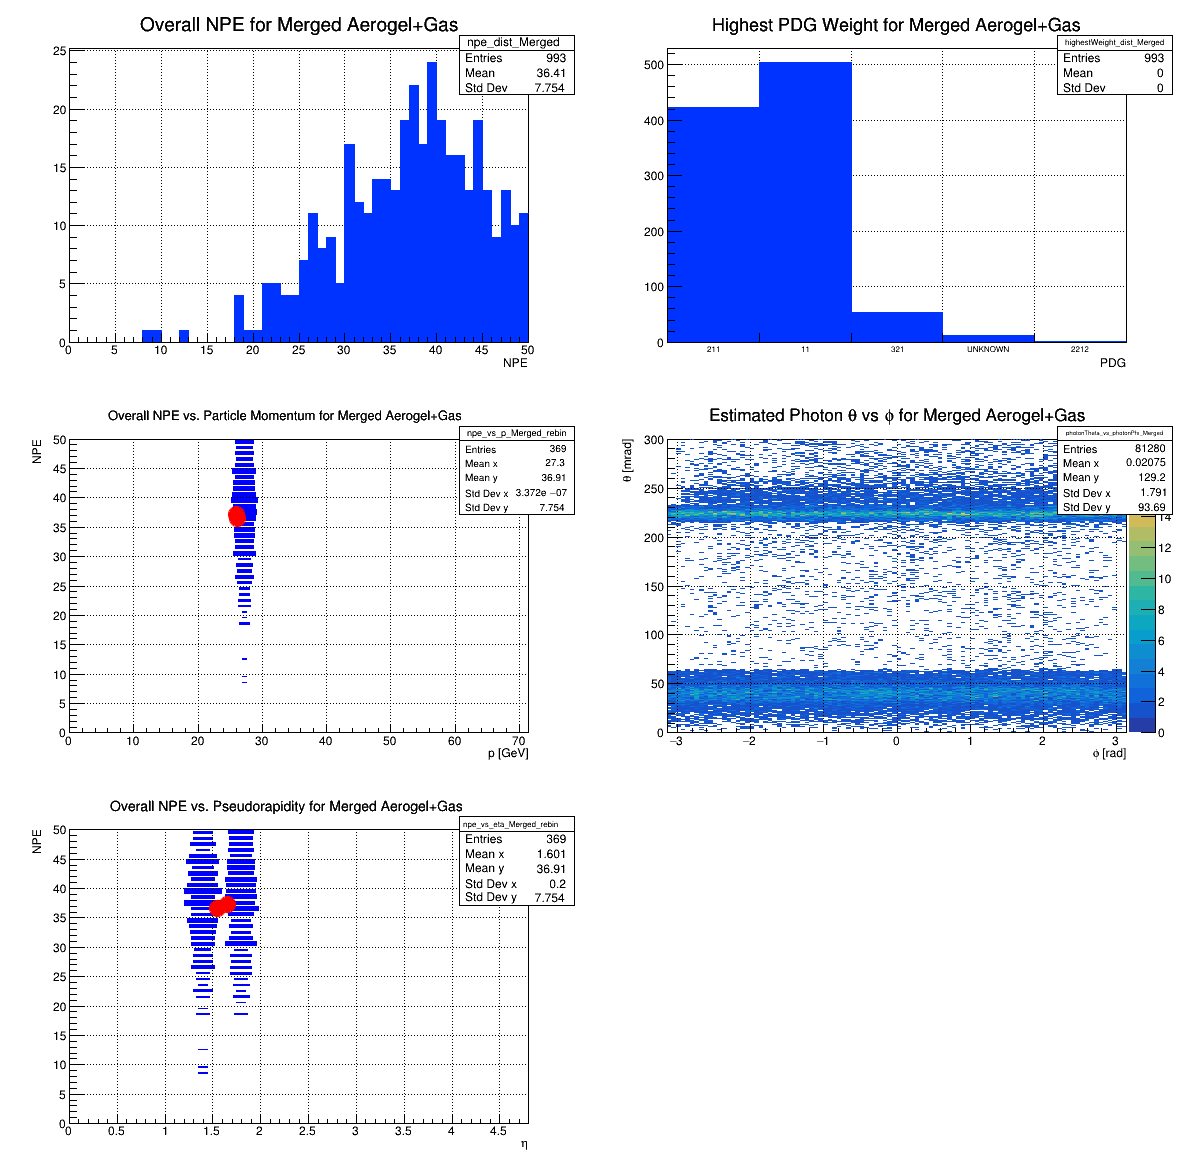 Overall NPE for Merged Aerogel+Gas
npe_dist_Merged
Entries 993
Mean 36.41
Std Dev 7.754
25
20
15
10
5
0
0 5 10 15 20 25 30 35 40 45 50
NPE
Highest PDG Weight for Merged Aerogel+Gas
highestWeight_dist_Merged
Entries 993
Mean 0
Std Dev 0
500
400
300
200
100
0
211 11 321 UNKNOWN 2212
PDG
Overall NPE vs. Particle Momentum for Merged Aerogel+Gas
npe_vs_p_Merged_rebin
Entries 369
Mean x 27.3
Mean y 36.91
Std Dev x 3.372e −07
Std Dev y 7.754
NPE
50
45
40
35
30
25
20
15
10
5
0
0 10 20 30 40 50 60 70
p [GeV]
Estimated Photon θ vs ϕ for Merged Aerogel+Gas
photonTheta_vs_photonPhi_Merged
Entries 81280
Mean x 0.02075
Mean y 129.2
Std Dev x 1.791
Std Dev y 93.69
θ [mrad]
300
250
200
150
100
50
0
−3 −2 −1 0 1 2 3
ϕ [rad]
14
12
10
8
6
4
2
0
Overall NPE vs. Pseudorapidity for Merged Aerogel+Gas
npe_vs_eta_Merged_rebin
Entries 369
Mean x 1.601
Mean y 36.91
Std Dev x 0.2
Std Dev y 7.754
NPE
50
45
40
35
30
25
20
15
10
5
0
0 0.5 1 1.5 2 2.5 3 3.5 4 4.5
η